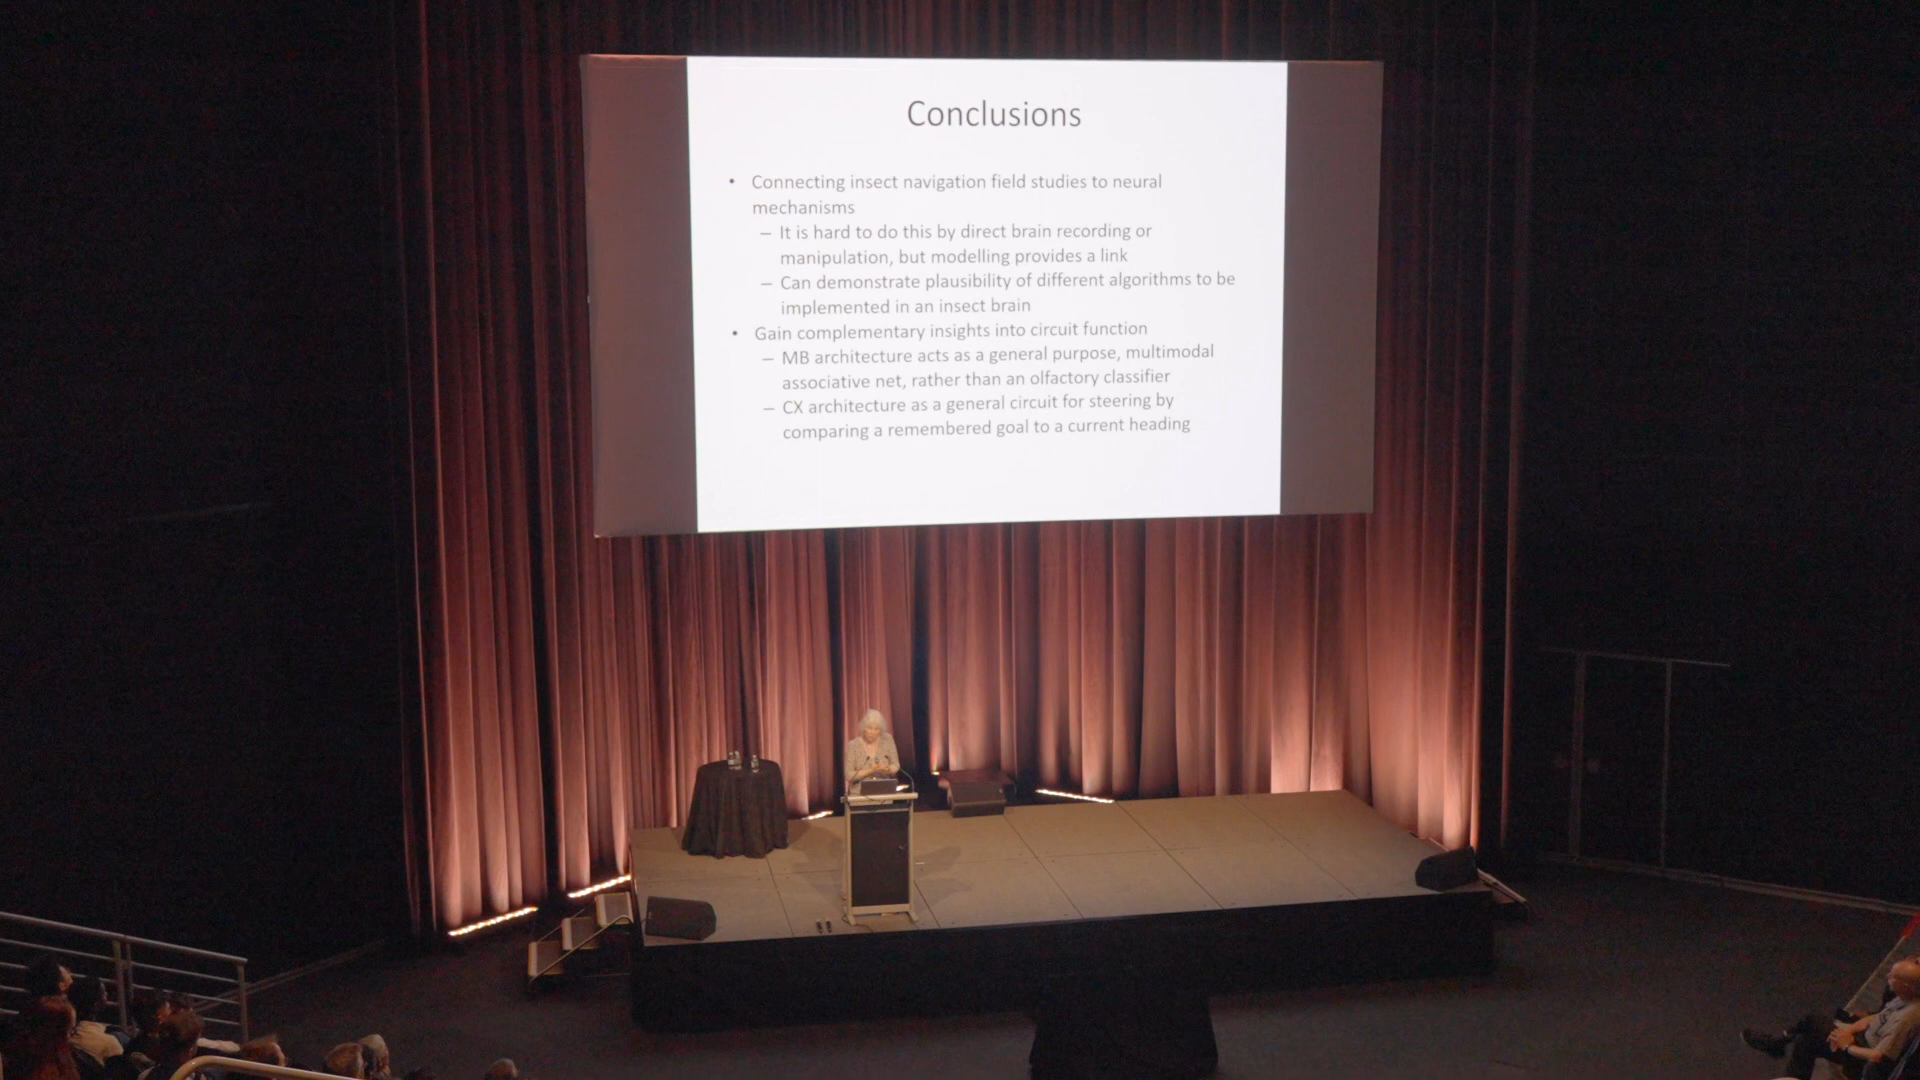 Conclusions
• Connecting insect navigation field studies to neural
mechanisms
– It is hard to do this by direct brain recording or
manipulation, but modelling provides a link
– Can demonstrate plausibility of different algorithms to be
implemented in an insect brain
• Gain complementary insights into circuit function
– MB architecture acts as a general purpose, multimodal
associative net, rather than an olfactory classifier
– CX architecture as a general circuit for steering by
comparing a remembered goal to a current heading